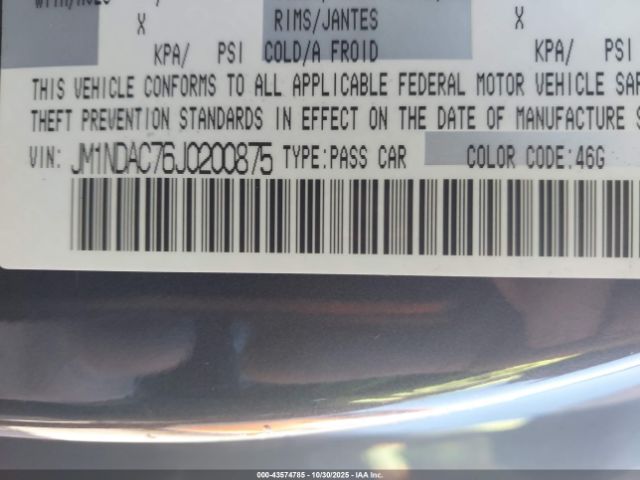 RIMS/JANTES
X X
KPA/ PSI COLD/A FROID KPA/ PSI
THIS VEHICLE CONFORMS TO ALL APPLICABLE FEDERAL MOTOR VEHICLE SAF
THEFT PREVENTION STANDARDS IN EFFECT ON THE DATE OF MANUFACTURE S
VIN: JM1NDAC76J0200875 TYPE:PASS CAR COLOR CODE:46G
000-43574785 • 10/30/2025 • IAA Inc.